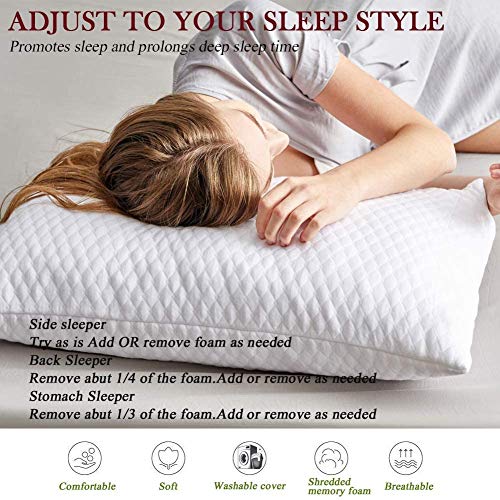 ADJUST TO YOUR SLEEP STYLE
Promotes sleep and prolongs deep sleep time
Side sleeper
Try as is Add OR remove foam as needed
Back Sleeper
Remove abut 1/4 of the foam.Add or remove as needed
Stomach Sleeper
Remove abut 1/3 of the foam.Add or remove as needed
Comfortable
Soft
Washable cover
Shredded
memory foam
Breathable